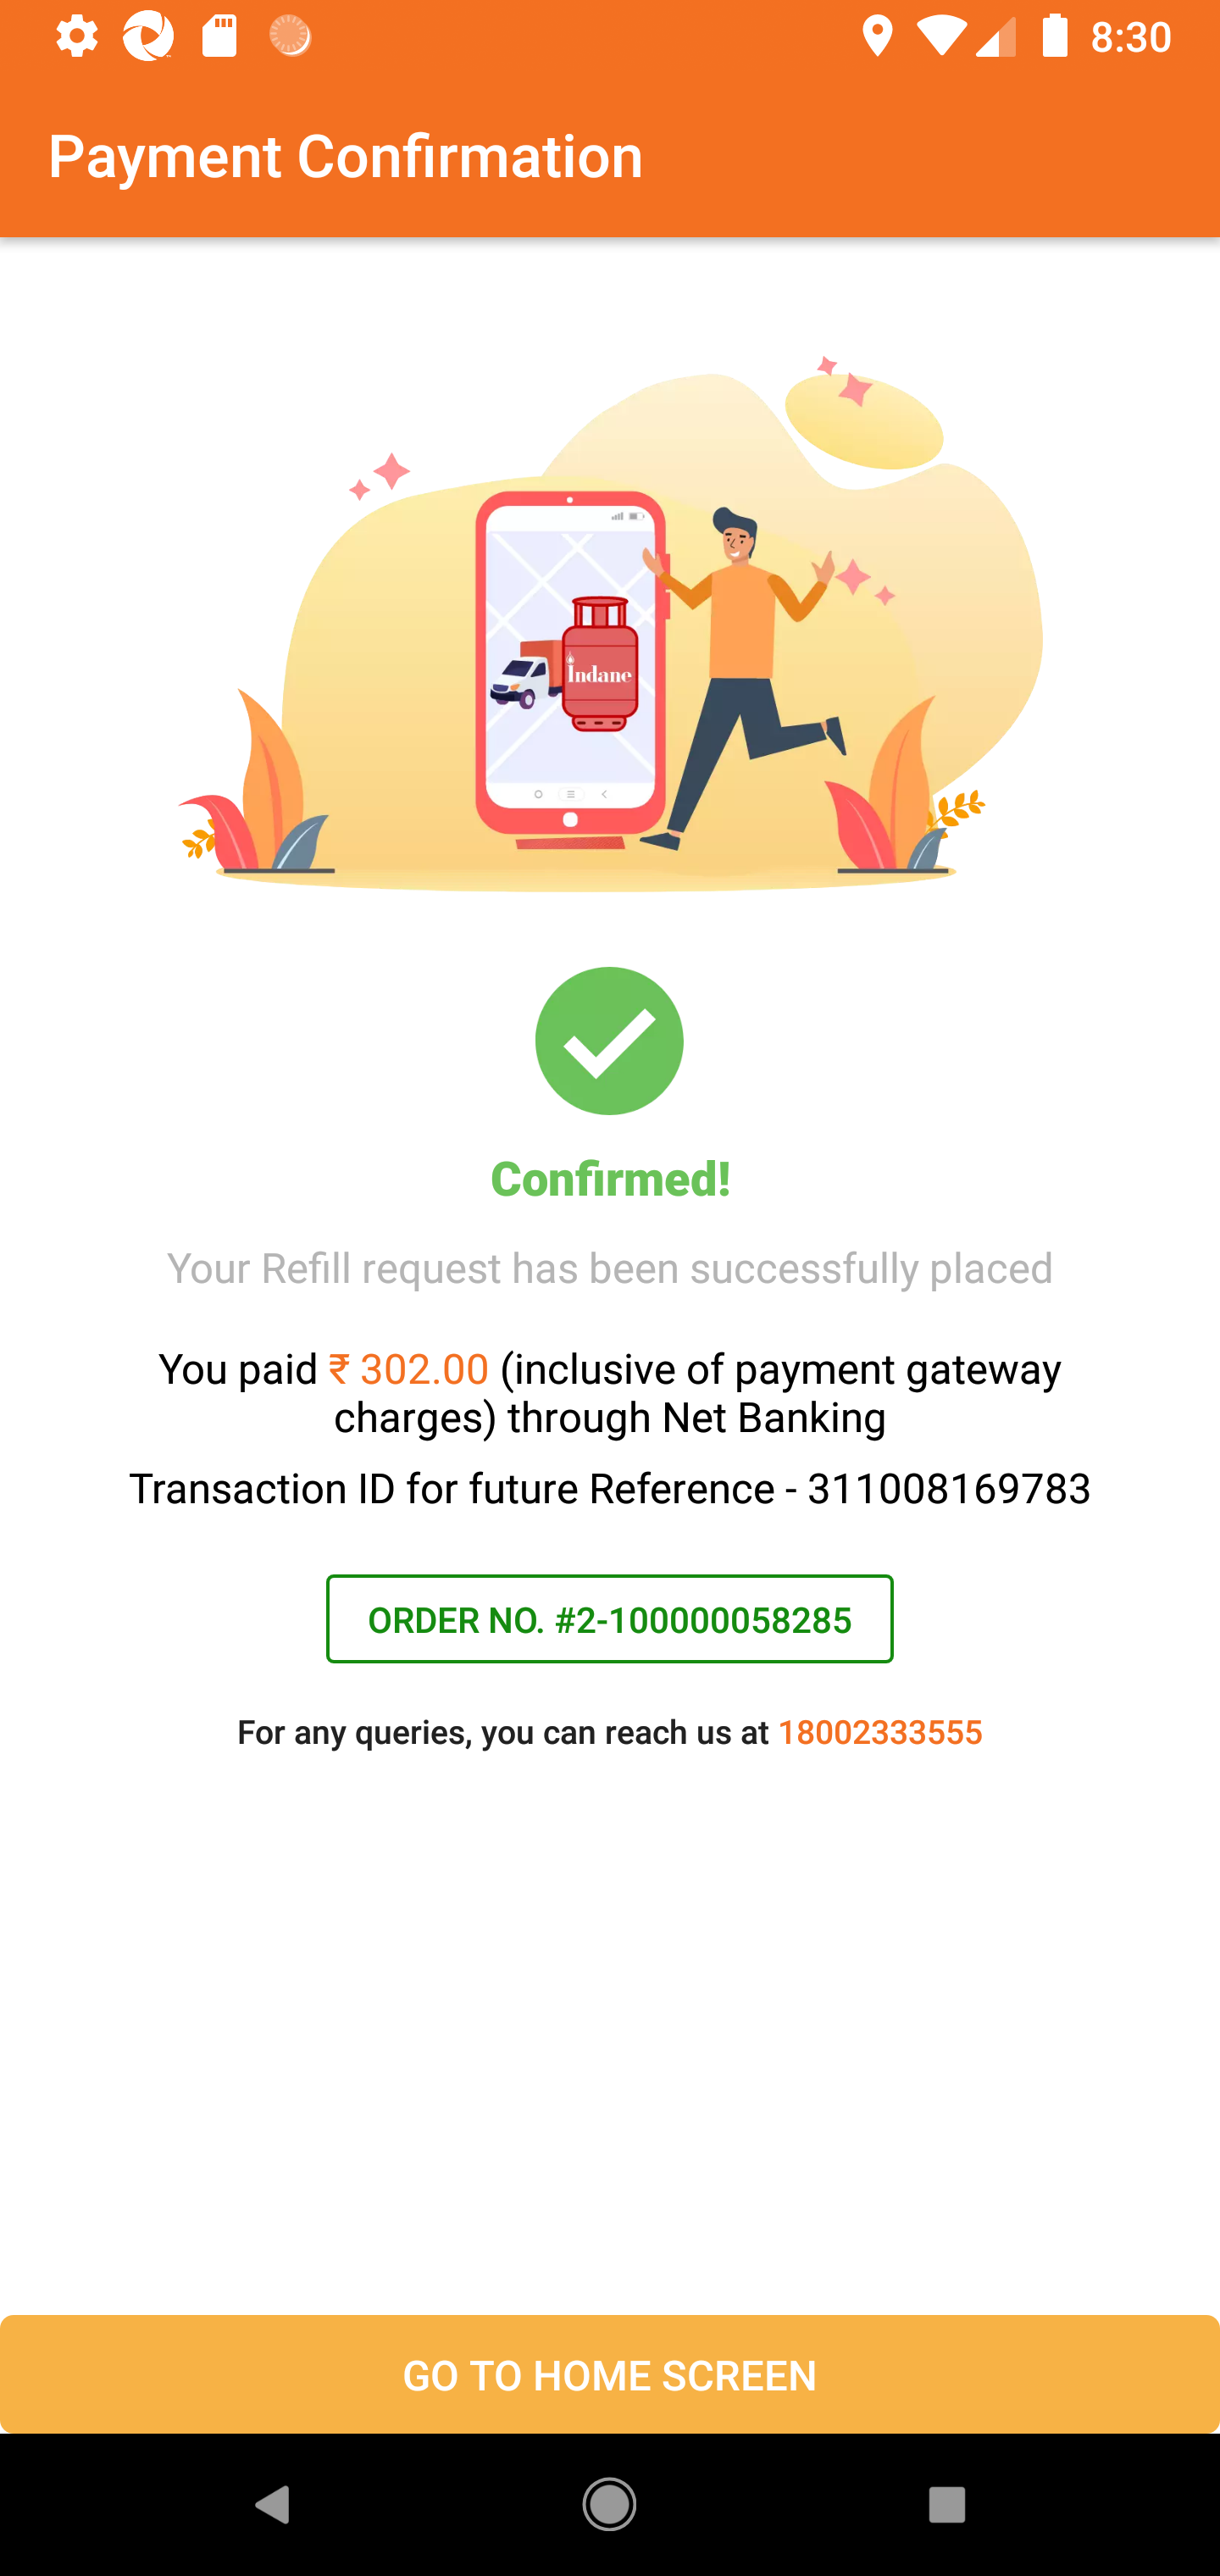 8:30
Payment Confirmation
Indane
Confirmed!
Your Refill request has been successfully placed
You paid ₹ 302.00 (inclusive of payment gateway
charges) through Net Banking
Transaction ID for future Reference - 311008169783
ORDER NO. #2-100000058285
For any queries, you can reach us at 18002333555
GO TO HOME SCREEN